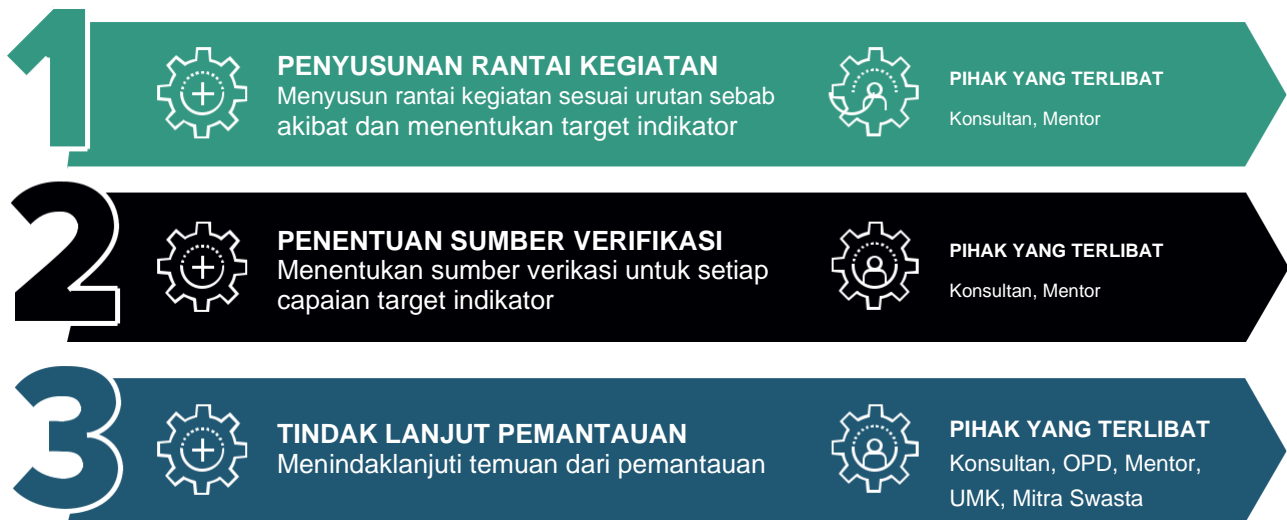 1
PENYUSUNAN RANTAI KEGIATAN
Menyusun rantai kegiatan sesuai urutan sebab
akibat dan menentukan target indikator
PIHAK YANG TERLIBAT
Konsultan, Mentor
2
PENENTUAN SUMBER VERIFIKASI
Menentukan sumber verikasi untuk setiap
capaian target indikator
PIHAK YANG TERLIBAT
Konsultan, Mentor
3
TINDAK LANJUT PEMANTAUAN
Menindaklanjuti temuan dari pemantauan
PIHAK YANG TERLIBAT
Konsultan, OPD, Mentor,
UMK, Mitra Swasta